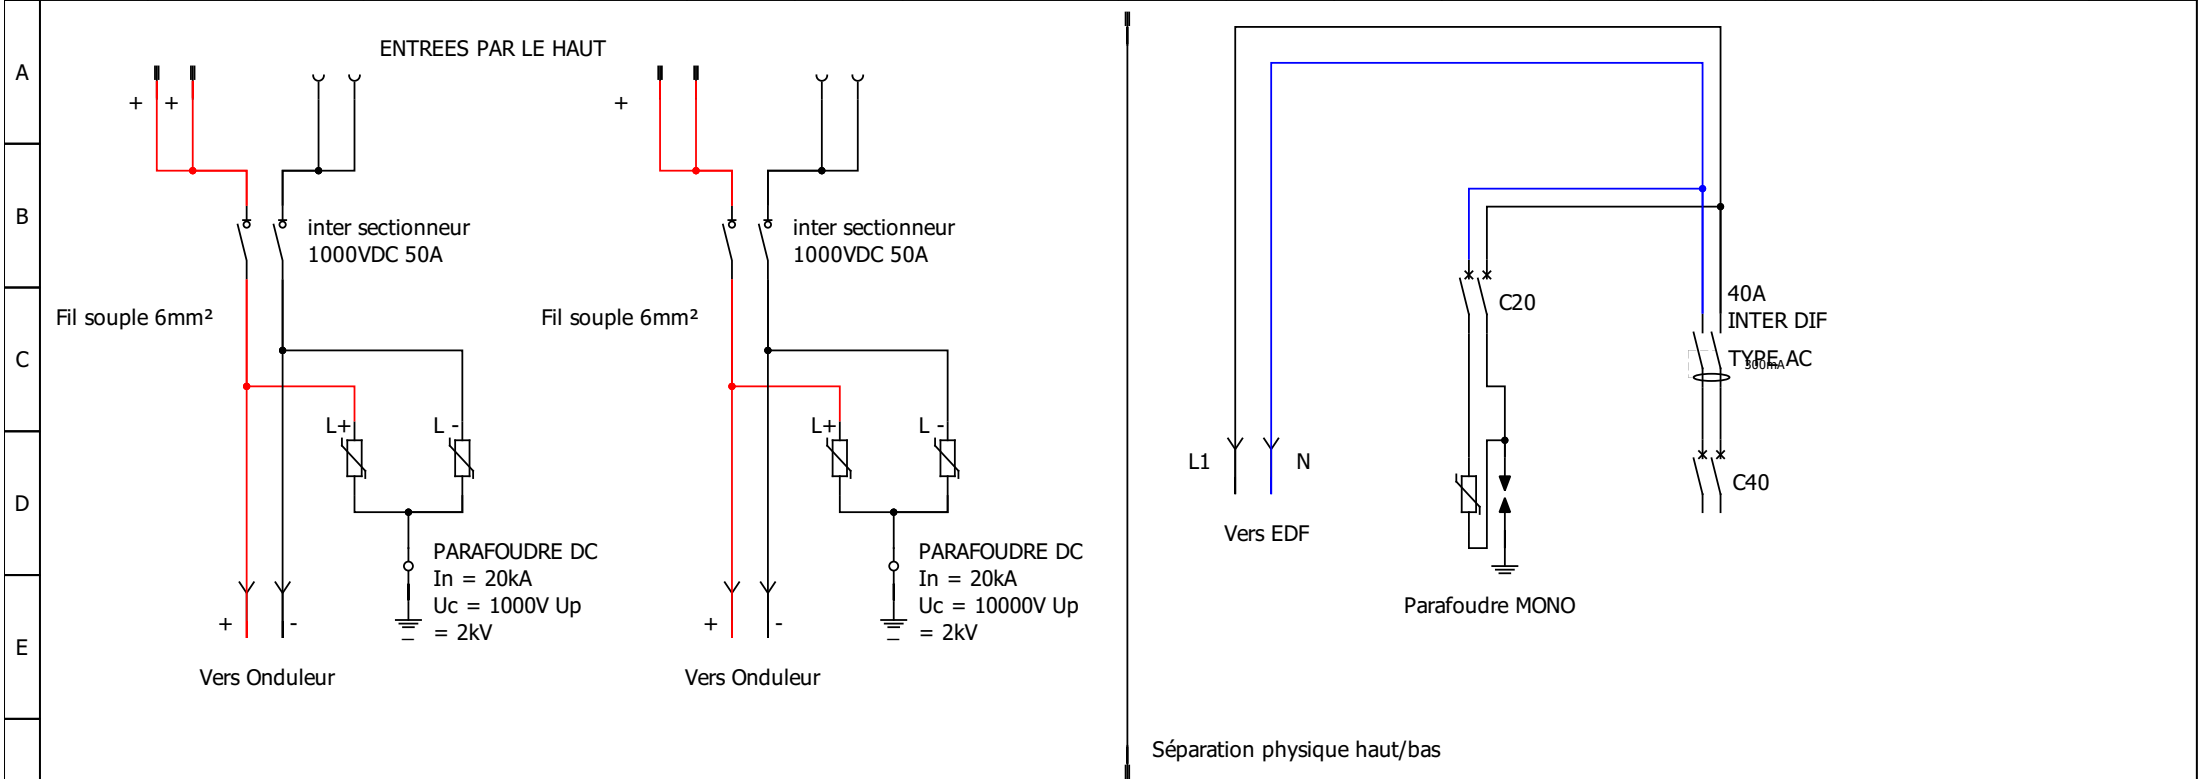 A
B
C
D
E
ENTREES PAR LE HAUT
+ +
inter sectionneur
1000VDC 50A
Fil souple 6mm²
L+
L -
PARAFOUDRE DC
In = 20kA
Uc = 1000V Up
= 2kV
+
-
Vers Onduleur
+
inter sectionneur
1000VDC 50A
Fil souple 6mm²
L+
L -
PARAFOUDRE DC
In = 20kA
Uc = 10000V Up
= 2kV
+
-
Vers Onduleur
L1
N
Vers EDF
C20
Parafoudre MONO
40A
INTER DIF
TYPE AC
300mA
C40
Séparation physique haut/bas